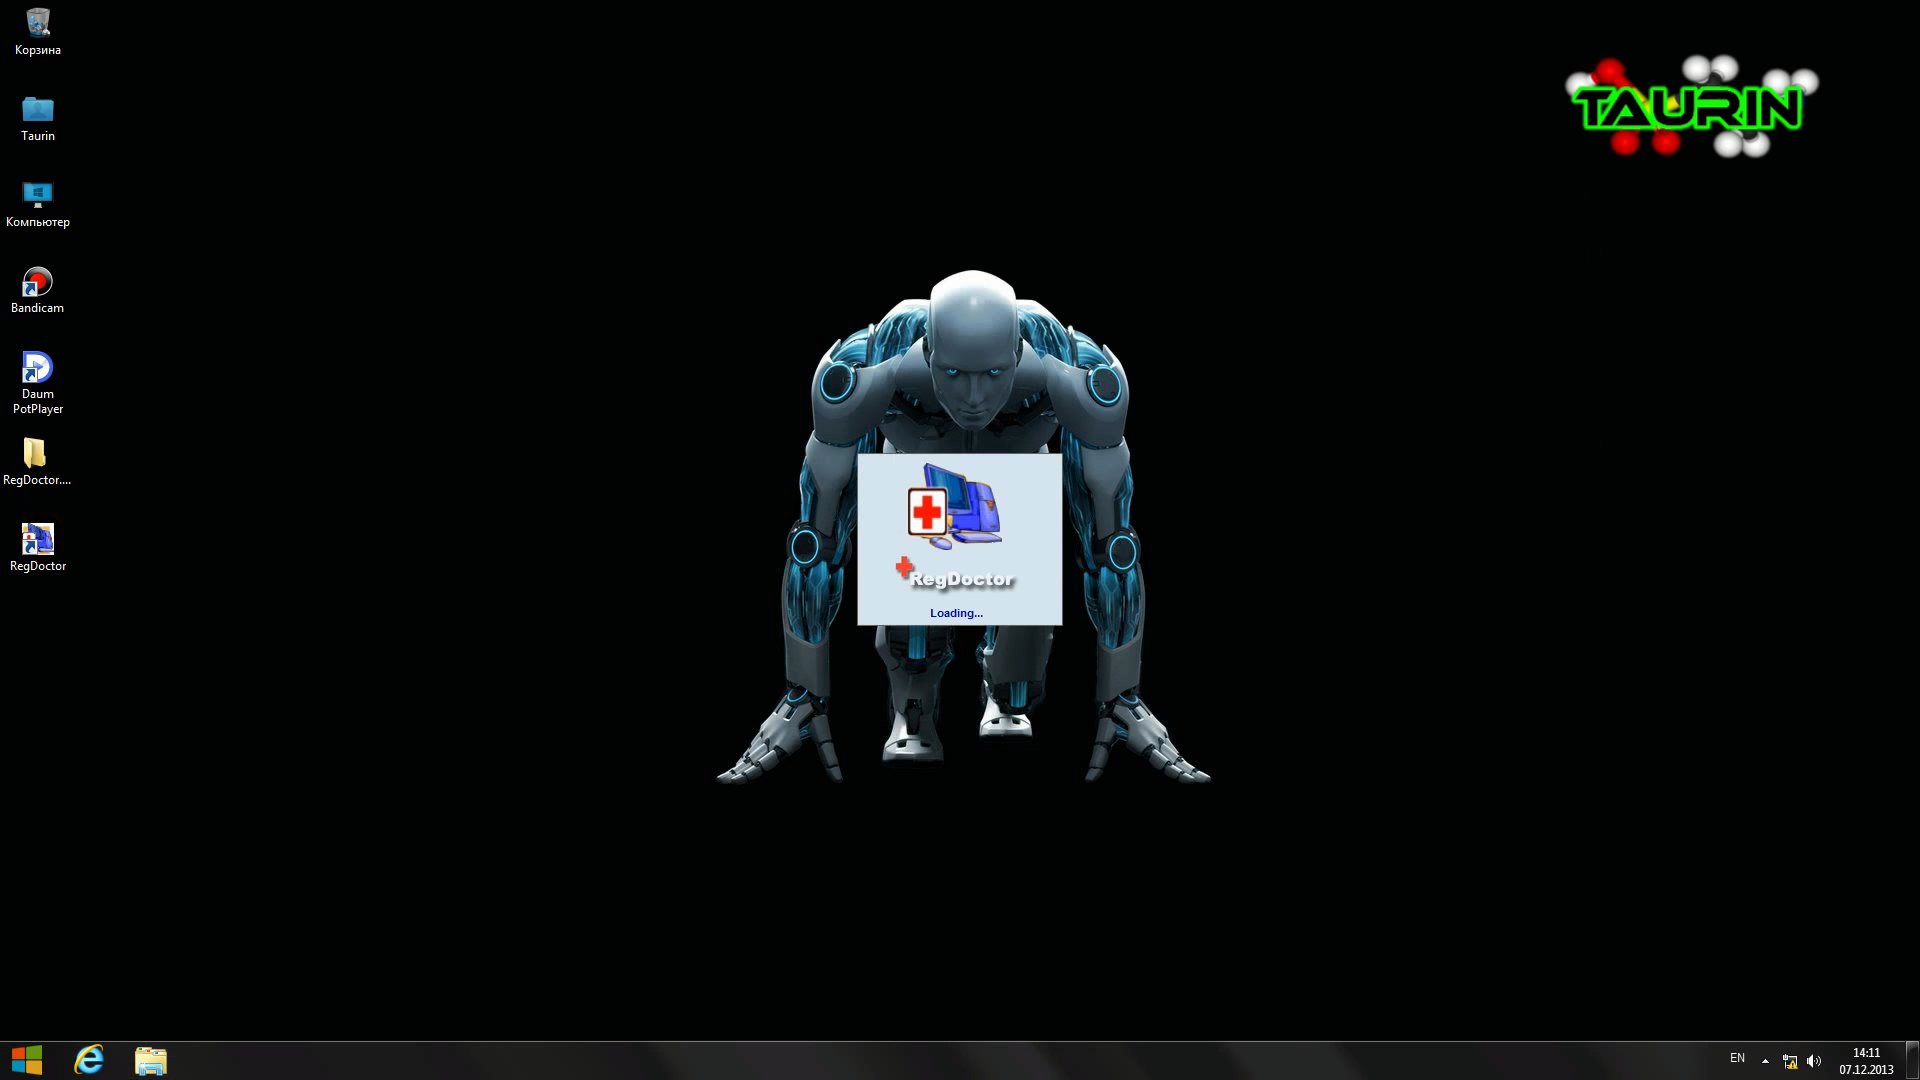 Корзина
Taurin
Компьютер
Bandicam
Daum
PotPlayer
RegDoctor....
RegDoctor
TAURIN
RegDoctor
Loading...
EN
14:11
07.12.2013